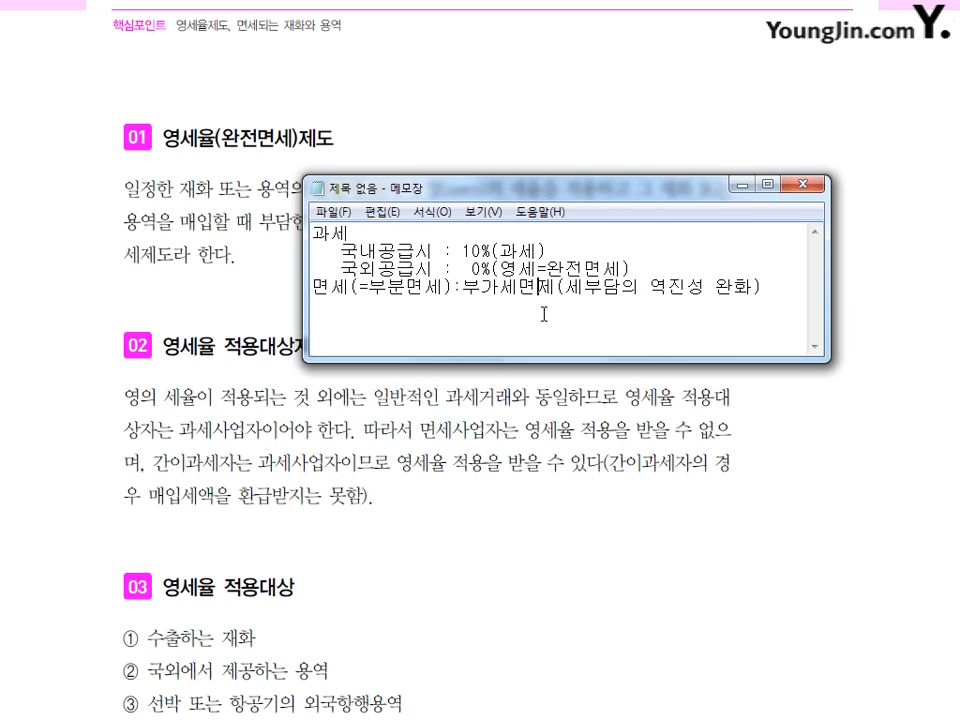 핵심포인트 영세율제도, 면세되는 재화와 용역
YoungJin.com Y.
01 영세율(완전면세)제도
일정한 재화 또는 용역의
용역을 매입할 때 부담한
세제도라 한다.
제목 없음 - 메모장
파일(F) 편집(E) 서식(O) 보기(V) 도움말(H)
과세
국내공급시 : 10%(과세)
국외공급시 : 0%(영세=완전면세)
면세(=부분면세):부가세면제(세부담의 역진성 완화)
02 영세율 적용대상자
영의 세율이 적용되는 것 외에는 일반적인 과세거래와 동일하므로 영세율 적용대
상자는 과세사업자이어야 한다. 따라서 면세사업자는 영세율 적용을 받을 수 없으
며, 간이과세자는 과세사업자이므로 영세율 적용을 받을 수 있다(간이과세자의 경
우 매입세액을 환급받지는 못함).
03 영세율 적용대상
① 수출하는 재화
② 국외에서 제공하는 용역
③ 선박 또는 항공기의 외국항행용역